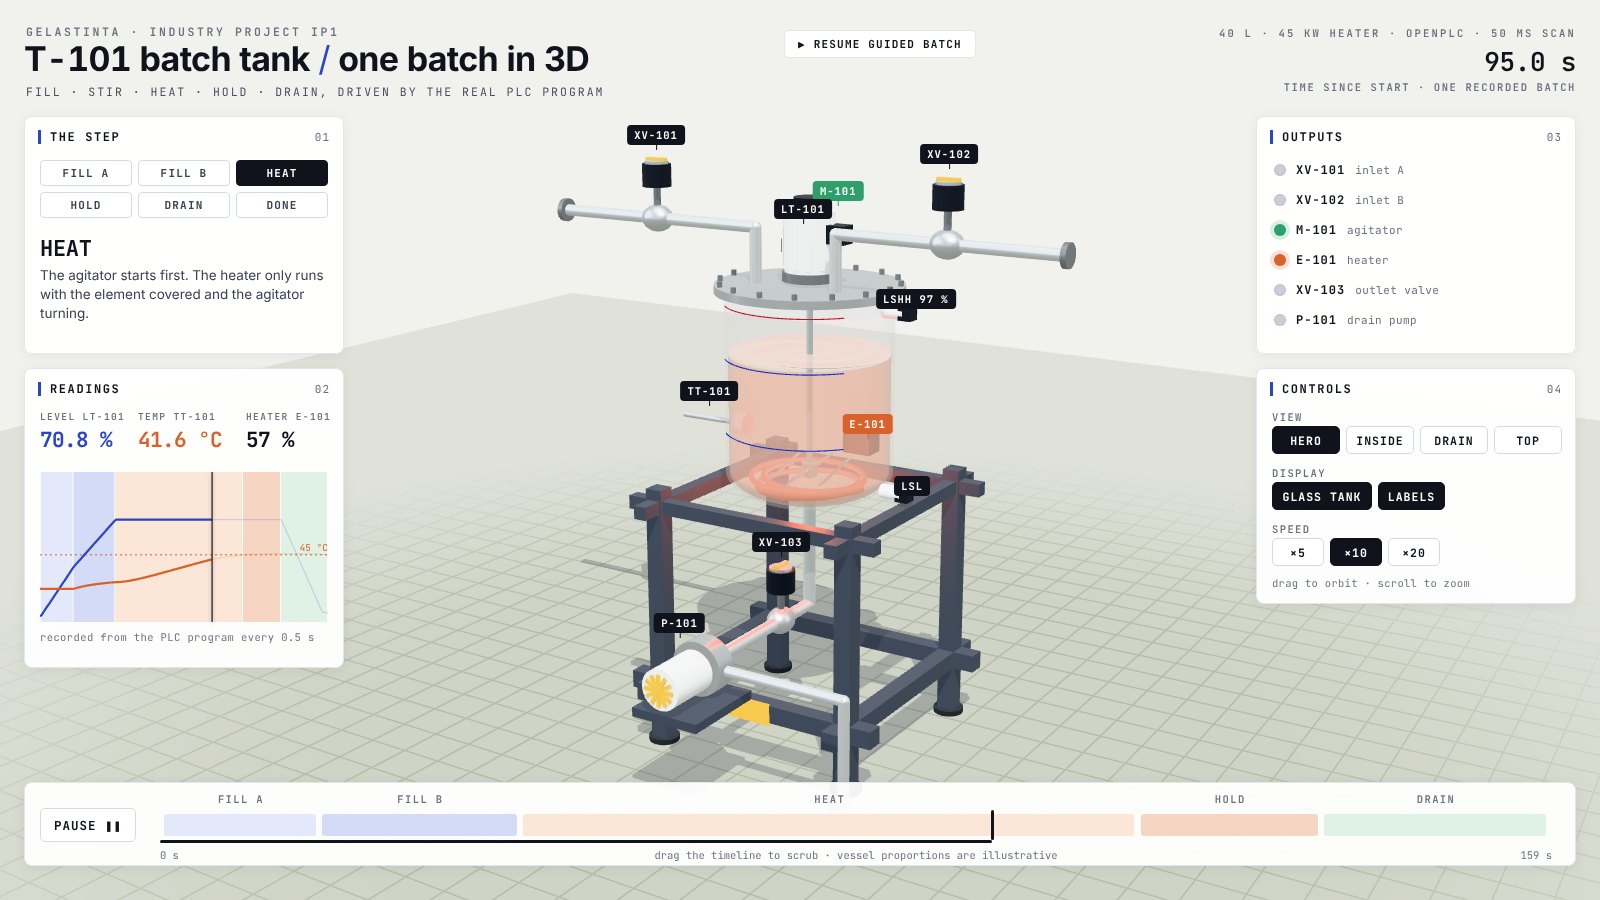 GELASTINTA · INDUSTRY PROJECT IP1
T-101 batch tank / one batch in 3D
FILL · STIR · HEAT · HOLD · DRAIN, DRIVEN BY THE REAL PLC PROGRAM
▶ RESUME GUIDED BATCH
40 L · 45 KW HEATER · OPENPLC · 50 MS SCAN
95.0 s
TIME SINCE START · ONE RECORDED BATCH
THE STEP 01
FILL A FILL B HEAT
HOLD DRAIN DONE
HEAT
The agitator starts first. The heater only runs
with the element covered and the agitator
turning.
READINGS 02
LEVEL LT-101 TEMP TT-101 HEATER E-101
70.8 % 41.6 °C 57 %
45 °C
recorded from the PLC program every 0.5 s
XV-101
XV-102
M-101
LT-101
LSHH 97 %
TT-101
E-101
LSL
XV-103
P-101
OUTPUTS 03
XV-101 inlet A
XV-102 inlet B
M-101 agitator
E-101 heater
XV-103 outlet valve
P-101 drain pump
CONTROLS 04
VIEW
HERO INSIDE DRAIN TOP
DISPLAY
GLASS TANK LABELS
SPEED
×5 ×10 ×20
drag to orbit · scroll to zoom
PAUSE ❚❚
FILL A FILL B HEAT HOLD DRAIN
0 s drag the timeline to scrub · vessel proportions are illustrative 159 s